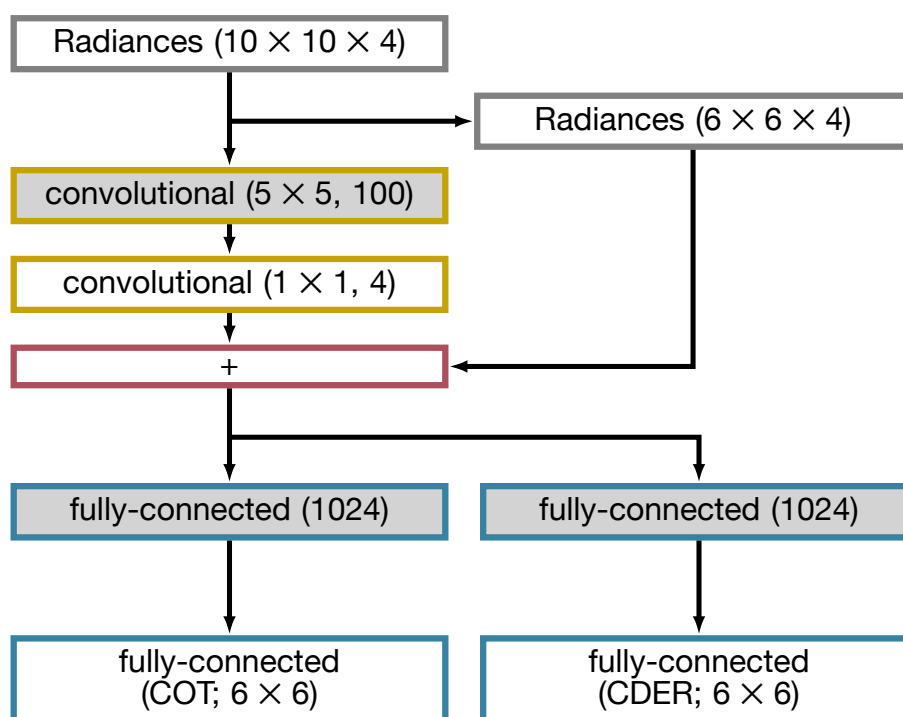 Radiances (10 × 10 × 4)
Radiances (6 × 6 × 4)
convolutional (5 × 5, 100)
convolutional (1 × 1, 4)
+
fully-connected (1024)
fully-connected (1024)
fully-connected
(COT; 6 × 6)
fully-connected
(CDER; 6 × 6)